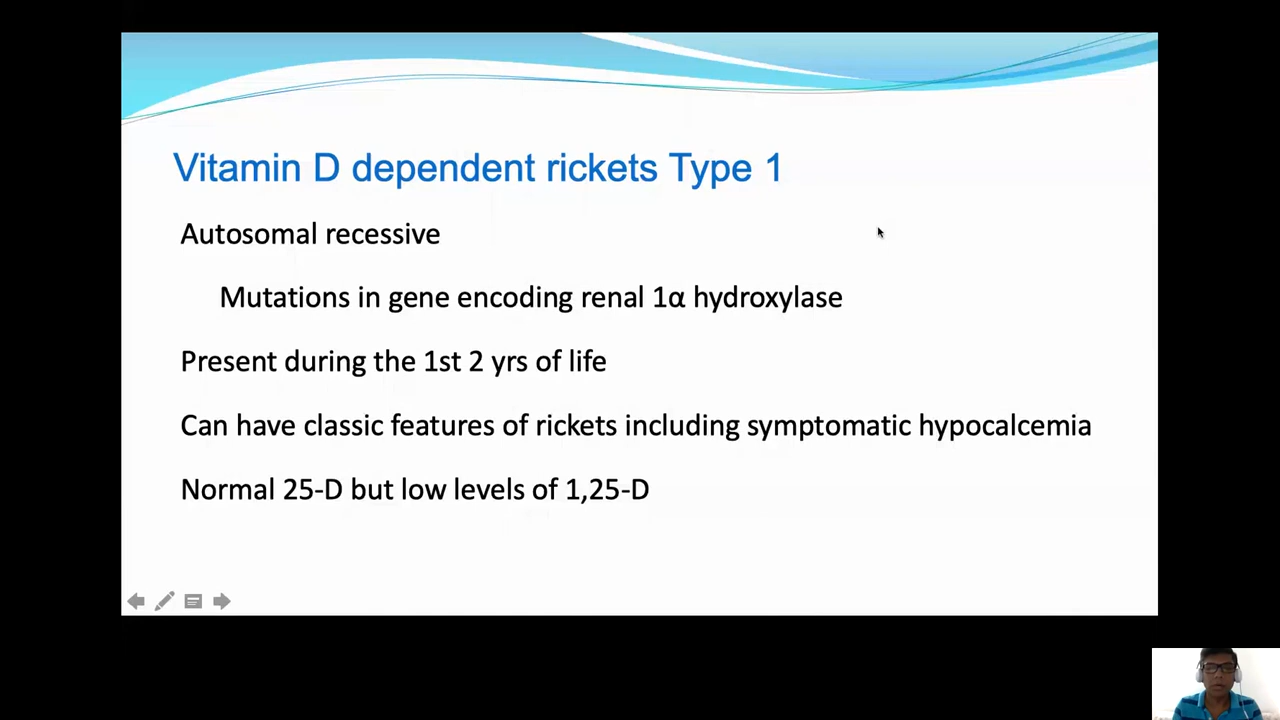 Vitamin D dependent rickets Type 1
Autosomal recessive
Mutations in gene encoding renal 1α hydroxylase
Present during the 1st 2 yrs of life
Can have classic features of rickets including symptomatic hypocalcemia
Normal 25-D but low levels of 1,25-D